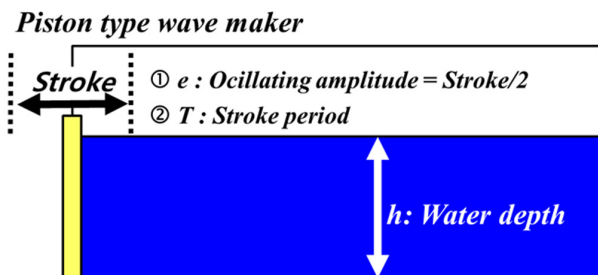 Piston type wave maker
Stroke
① e : Ocillating amplitude = Stroke/2
② T : Stroke period
h: Water depth